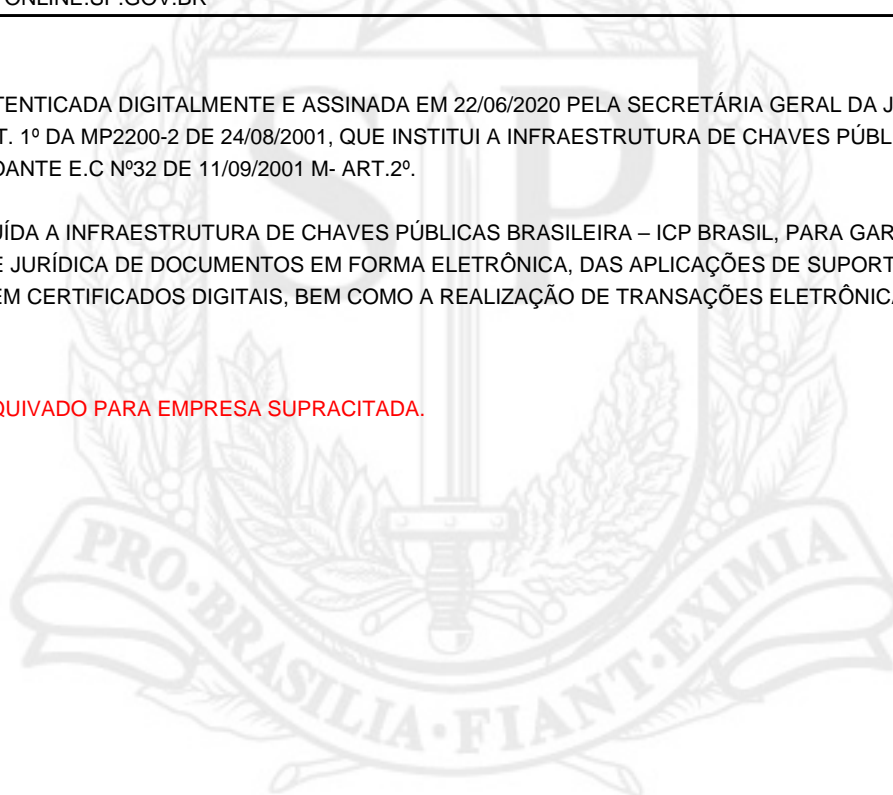 ONLINE.SP.GOV.BR
TENTICADA DIGITALMENTE E ASSINADA EM 22/06/2020 PELA SECRETÁRIA GERAL DA J
T. 1º DA MP2200-2 DE 24/08/2001, QUE INSTITUI A INFRAESTRUTURA DE CHAVES PÚBL
DANTE E.C Nº32 DE 11/09/2001 M- ART.2º.
UÍDA A INFRAESTRUTURA DE CHAVES PÚBLICAS BRASILEIRA – ICP BRASIL, PARA GAR
E JURÍDICA DE DOCUMENTOS EM FORMA ELETRÔNICA, DAS APLICAÇÕES DE SUPORT
EM CERTIFICADOS DIGITAIS, BEM COMO A REALIZAÇÃO DE TRANSAÇÕES ELETRÔNICA
QUIVADO PARA EMPRESA SUPRACITADA.
SP
PRO·BRASILIA·FIANT·EXIMIA